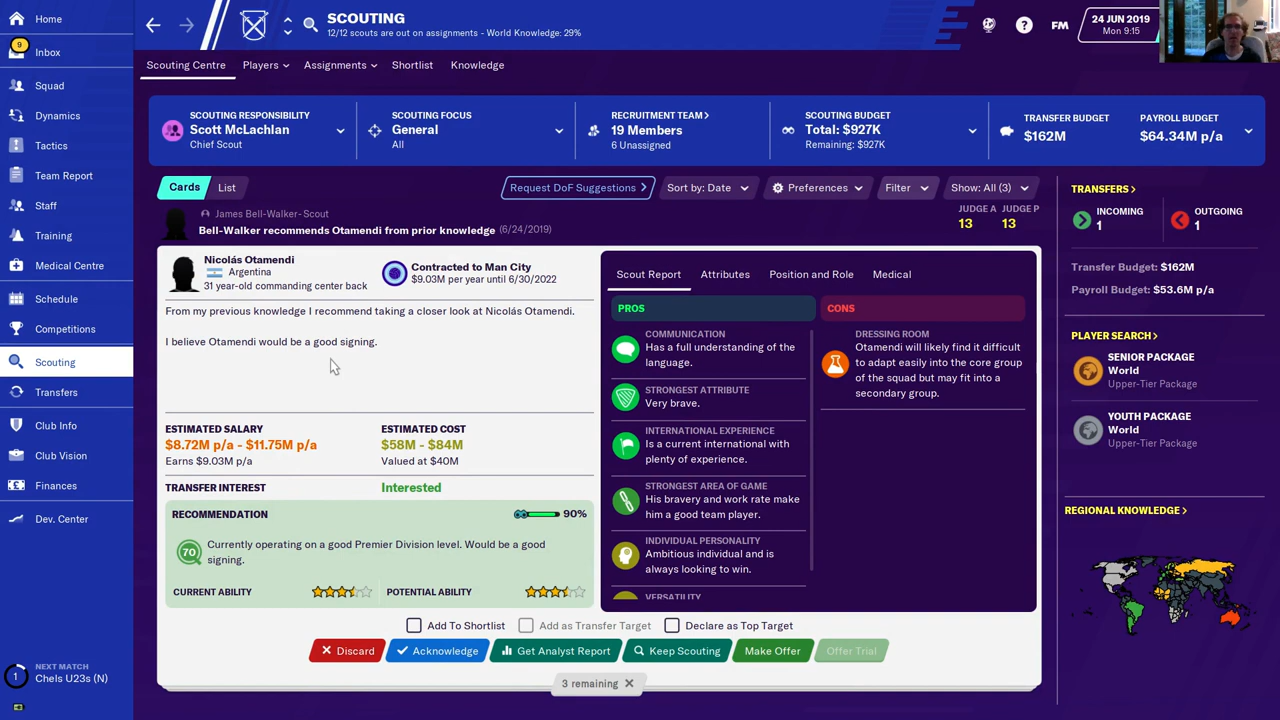 Home
9
Inbox
Squad
Dynamics
Tactics
Team Report
Staff
Training
Medical Centre
Schedule
Competitions
Scouting
Transfers
Club Info
Club Vision
Finances
Dev. Center
NEXT MATCH
1
Chels U23s (N)
SCOUTING
12/12 scouts are out on assignments - World Knowledge: 29%
?
FM
24 JUN 2019
Mon 9:15
Scouting Centre
Players
Assignments
Shortlist
Knowledge
SCOUTING RESPONSIBILITY
Scott McLachlan
Chief Scout
SCOUTING FOCUS
General
All
RECRUITMENT TEAM >
19 Members
6 Unassigned
SCOUTING BUDGET
Total: $927K
Remaining: $927K
TRANSFER BUDGET
$162M
PAYROLL BUDGET
$64.34M p/a
Cards
List
Request DoF Suggestions >
Sort by: Date
Preferences
Filter
Show: All (3)
James Bell-Walker- Scout
Bell-Walker recommends Otamendi from prior knowledge (6/24/2019)
JUDGE A
13
JUDGE P
13
Nicolás Otamendi
Argentina
31 year-old commanding center back
Contracted to Man City
$9.03M per year until 6/30/2022
From my previous knowledge I recommend taking a closer look at Nicolás Otamendi.
I believe Otamendi would be a good signing.
ESTIMATED SALARY
$8.72M p/a - $11.75M p/a
Earns $9.03M p/a
ESTIMATED COST
$58M - $84M
Valued at $40M
TRANSFER INTEREST
Interested
RECOMMENDATION
90%
70
Currently operating on a good Premier Division level. Would be a good
signing.
CURRENT ABILITY
POTENTIAL ABILITY
Scout Report
Attributes
Position and Role
Medical
PROS
COMMUNICATION
Has a full understanding of the
language.
STRONGEST ATTRIBUTE
Very brave.
INTERNATIONAL EXPERIENCE
Is a current international with
plenty of experience.
STRONGEST AREA OF GAME
His bravery and work rate make
him a good team player.
INDIVIDUAL PERSONALITY
Ambitious individual and is
always looking to win.
VERSATILITY
CONS
DRESSING ROOM
Otamendi will likely find it difficult
to adapt easily into the core group
of the squad but may fit into a
secondary group.
Add To Shortlist
Add as Transfer Target
Declare as Top Target
Discard
Acknowledge
Get Analyst Report
Keep Scouting
Make Offer
Offer Trial
3 remaining
TRANSFERS >
INCOMING
1
OUTGOING
1
Transfer Budget: $162M
Payroll Budget: $53.6M p/a
PLAYER SEARCH >
SENIOR PACKAGE
World
Upper-Tier Package
YOUTH PACKAGE
World
Upper-Tier Package
REGIONAL KNOWLEDGE >